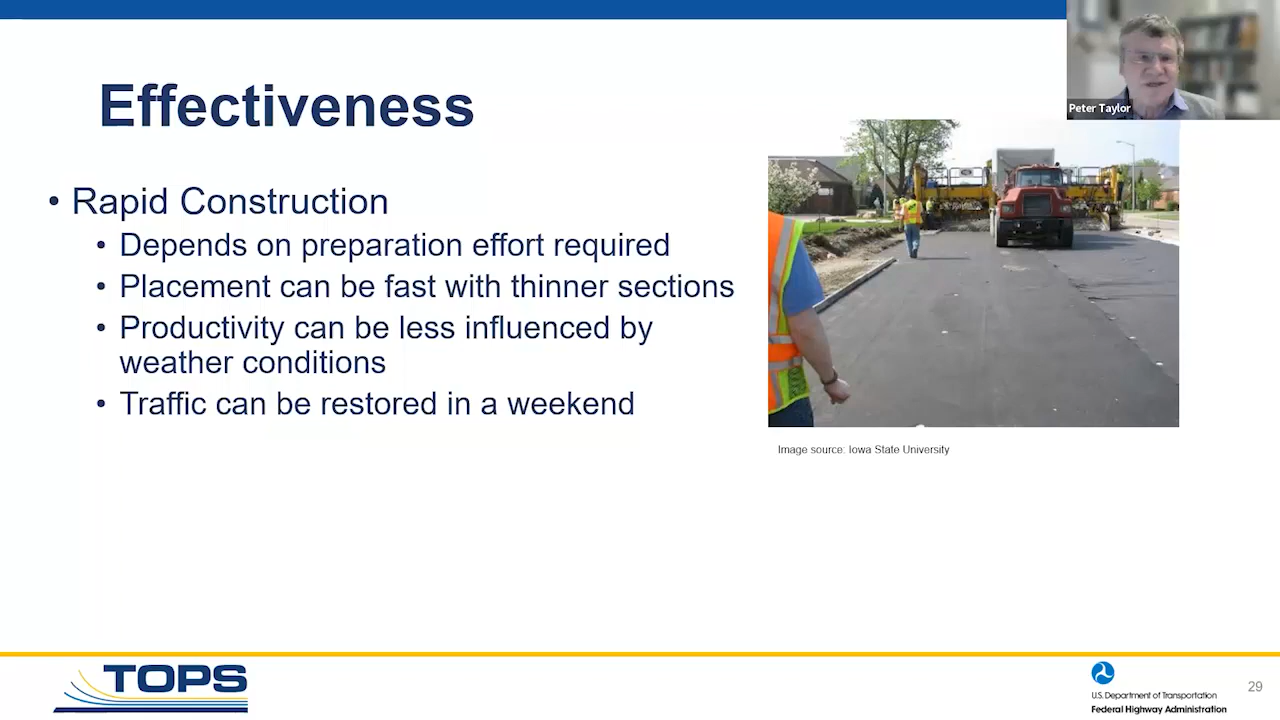 Effectiveness
Peter Taylor
• Rapid Construction
• Depends on preparation effort required
• Placement can be fast with thinner sections
• Productivity can be less influenced by
weather conditions
• Traffic can be restored in a weekend
Image source: Iowa State University
TOPS
U.S. Department of Transportation
Federal Highway Administration
29